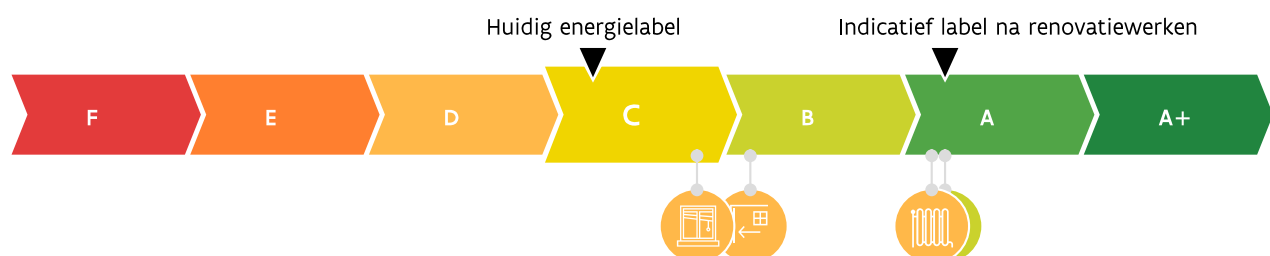 Huidig energielabel
Indicatief label na renovatiewerken
F
E
D
C
B
A
A+